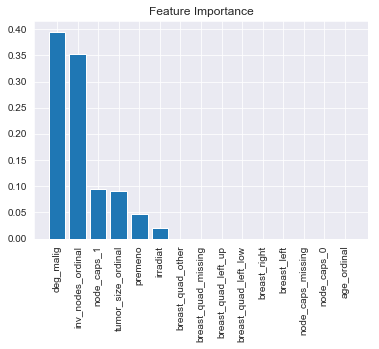 Feature Importance
0.40
0.35
0.30
0.25
0.20
0.15
0.10
0.05
0.00
deg_malig
inv_nodes_ordinal
node_caps_1
tumor_size_ordinal
premeno
irradiat
breast_quad_other
breast_quad_missing
breast_quad_left_up
breast_quad_left_low
breast_right
breast_left
node_caps_missing
node_caps_0
age_ordinal